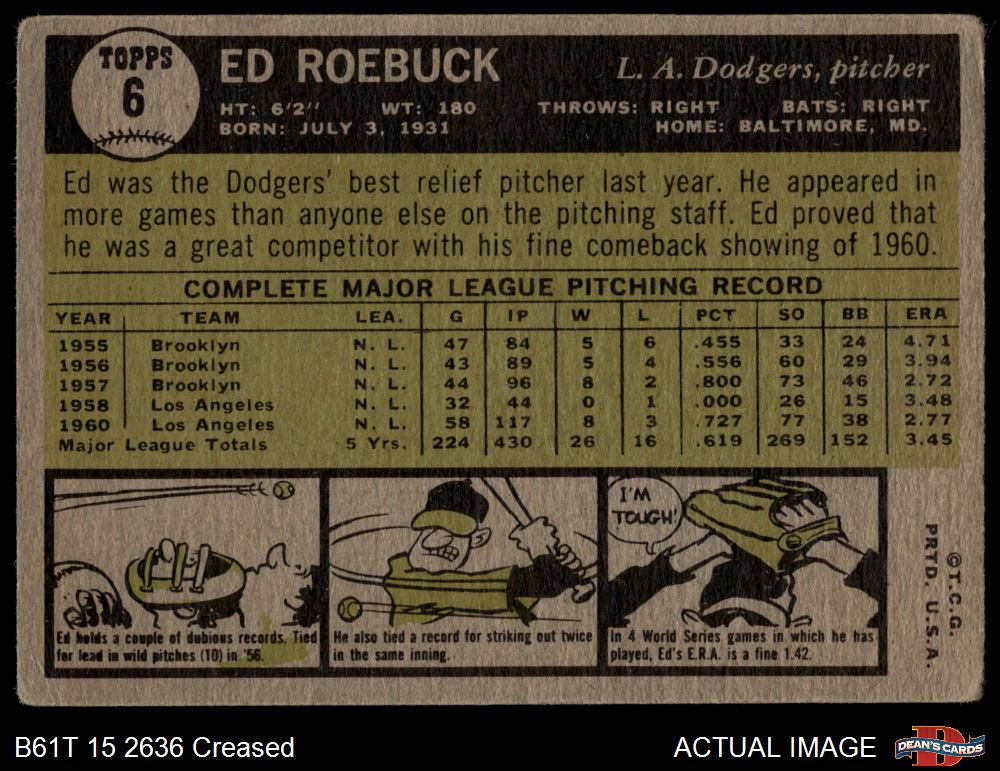 TOPPS
6
ED ROEBUCK
L. A. Dodgers, pitcher
HT: 6'2" WT: 180 THROWS: RIGHT BATS: RIGHT
BORN: JULY 3, 1931 HOME: BALTIMORE, MD.
Ed was the Dodgers' best relief pitcher last year. He appeared in
more games than anyone else on the pitching staff. Ed proved that
he was a great competitor with his fine comeback showing of 1960.
COMPLETE MAJOR LEAGUE PITCHING RECORD
YEAR TEAM LEA. G IP W L PCT SO BB ERA
1955 Brooklyn N. L. 47 84 5 6 .455 33 24 4.71
1956 Brooklyn N. L. 43 89 5 4 .556 60 29 3.94
1957 Brooklyn N. L. 44 96 8 2 .800 73 46 2.72
1958 Los Angeles N. L. 32 44 0 1 .000 26 15 3.48
1960 Los Angeles N. L. 58 117 8 3 .727 77 38 2.77
Major League Totals 5 Yrs. 224 430 26 16 .619 269 152 3.45
Ed holds a couple of dubious records. Tied
for lead in wild pitches (10) in '56.
He also tied a record for striking out twice
in the same inning.
I'M
TOUGH!
In 4 World Series games in which he has
played, Ed's E.R.A. is a fine 1.42.
©T.C.G.
PRTD. U.S.A.
B61T 15 2636 Creased
ACTUAL IMAGE
DEAN'S CARDS